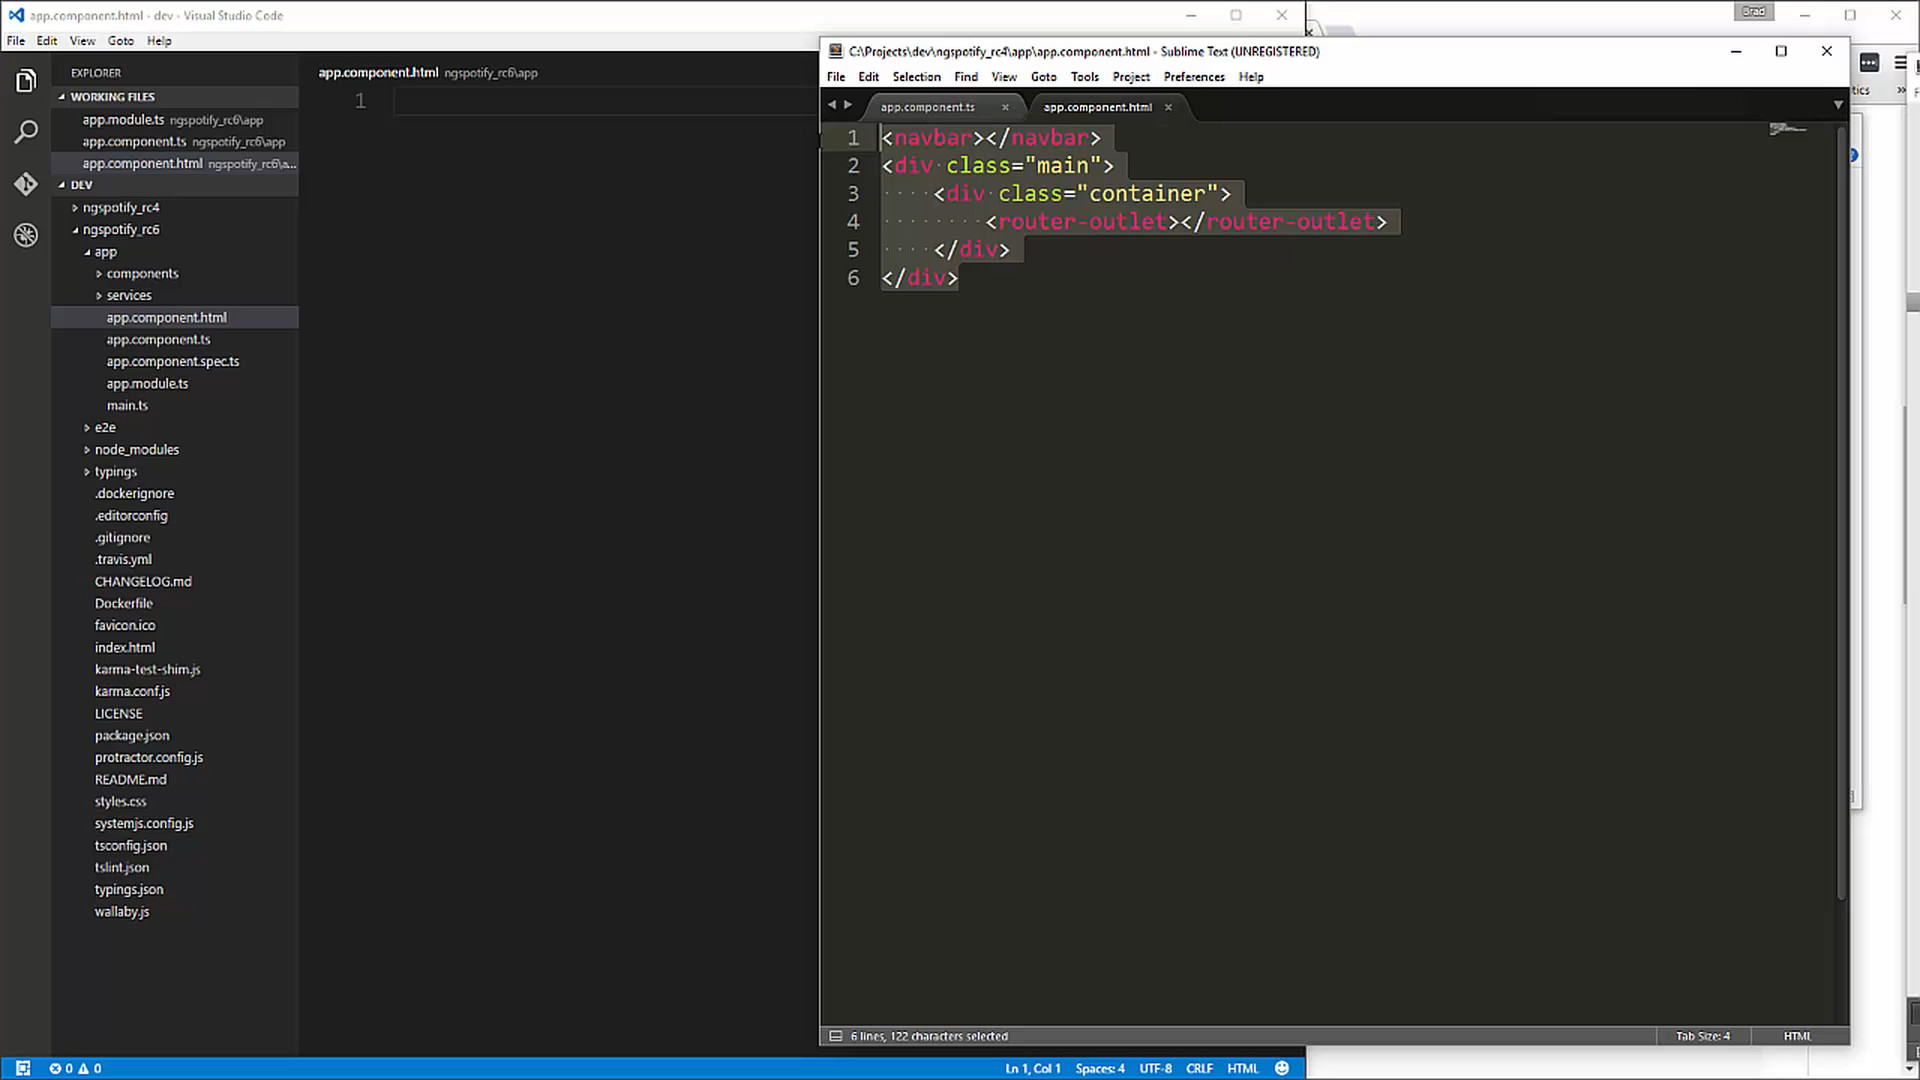 app.component.html - dev - Visual Studio Code
File Edit View Goto Help
EXPLORER
WORKING FILES
app.module.ts ngspotify_rc6\app
app.component.ts ngspotify_rc6\app
app.component.html ngspotify_rc6\a...
DEV
ngspotify_rc4
ngspotify_rc6
app
components
services
app.component.html
app.component.ts
app.component.spec.ts
app.module.ts
main.ts
e2e
node_modules
typings
.dockerignore
.editorconfig
.gitignore
.travis.yml
CHANGELOG.md
Dockerfile
favicon.ico
index.html
karma-test-shim.js
karma.conf.js
LICENSE
package.json
protractor.config.js
README.md
styles.css
systemjs.config.js
tsconfig.json
tslint.json
typings.json
wallaby.js
app.component.html ngspotify_rc6\app
1
C:\Projects\dev\ngspotify_rc4\app\app.component.html - Sublime Text (UNREGISTERED)
File Edit Selection Find View Goto Tools Project Preferences Help
app.component.ts app.component.html
1 <navbar></navbar>
2 <div class="main">
3 <div class="container">
4 <router-outlet></router-outlet>
5 </div>
6 </div>
6 lines, 122 characters selected
Tab Size: 4 HTML
0 0
Ln 1, Col 1 Spaces: 4 UTF-8 CRLF HTML
Brad
tics